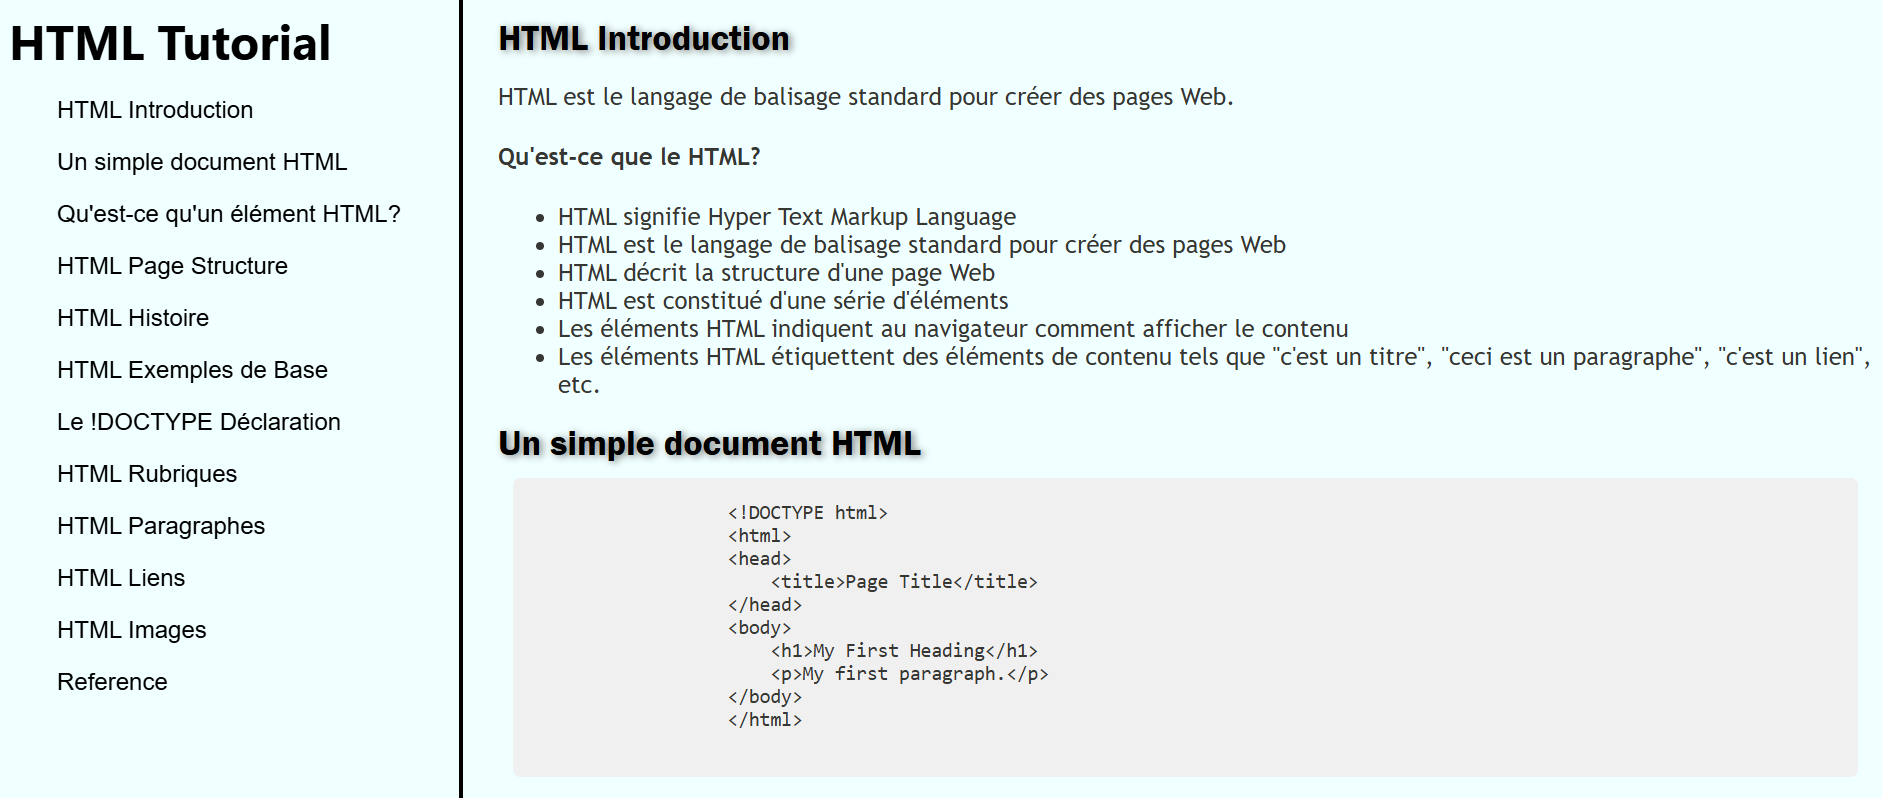 HTML Tutorial
HTML Introduction
Un simple document HTML
Qu'est-ce qu'un élément HTML?
HTML Page Structure
HTML Histoire
HTML Exemples de Base
Le !DOCTYPE Déclaration
HTML Rubriques
HTML Paragraphes
HTML Liens
HTML Images
Reference
HTML Introduction
HTML est le langage de balisage standard pour créer des pages Web.
Qu'est-ce que le HTML?
HTML signifie Hyper Text Markup Language
HTML est le langage de balisage standard pour créer des pages Web
HTML décrit la structure d'une page Web
HTML est constitué d'une série d'éléments
Les éléments HTML indiquent au navigateur comment afficher le contenu
Les éléments HTML étiquettent des éléments de contenu tels que "c'est un titre", "ceci est un paragraphe", "c'est un lien",
etc.
Un simple document HTML
<!DOCTYPE html>
<html>
<head>
    <title>Page Title</title>
</head>
<body>
    <h1>My First Heading</h1>
    <p>My first paragraph.</p>
</body>
</html>